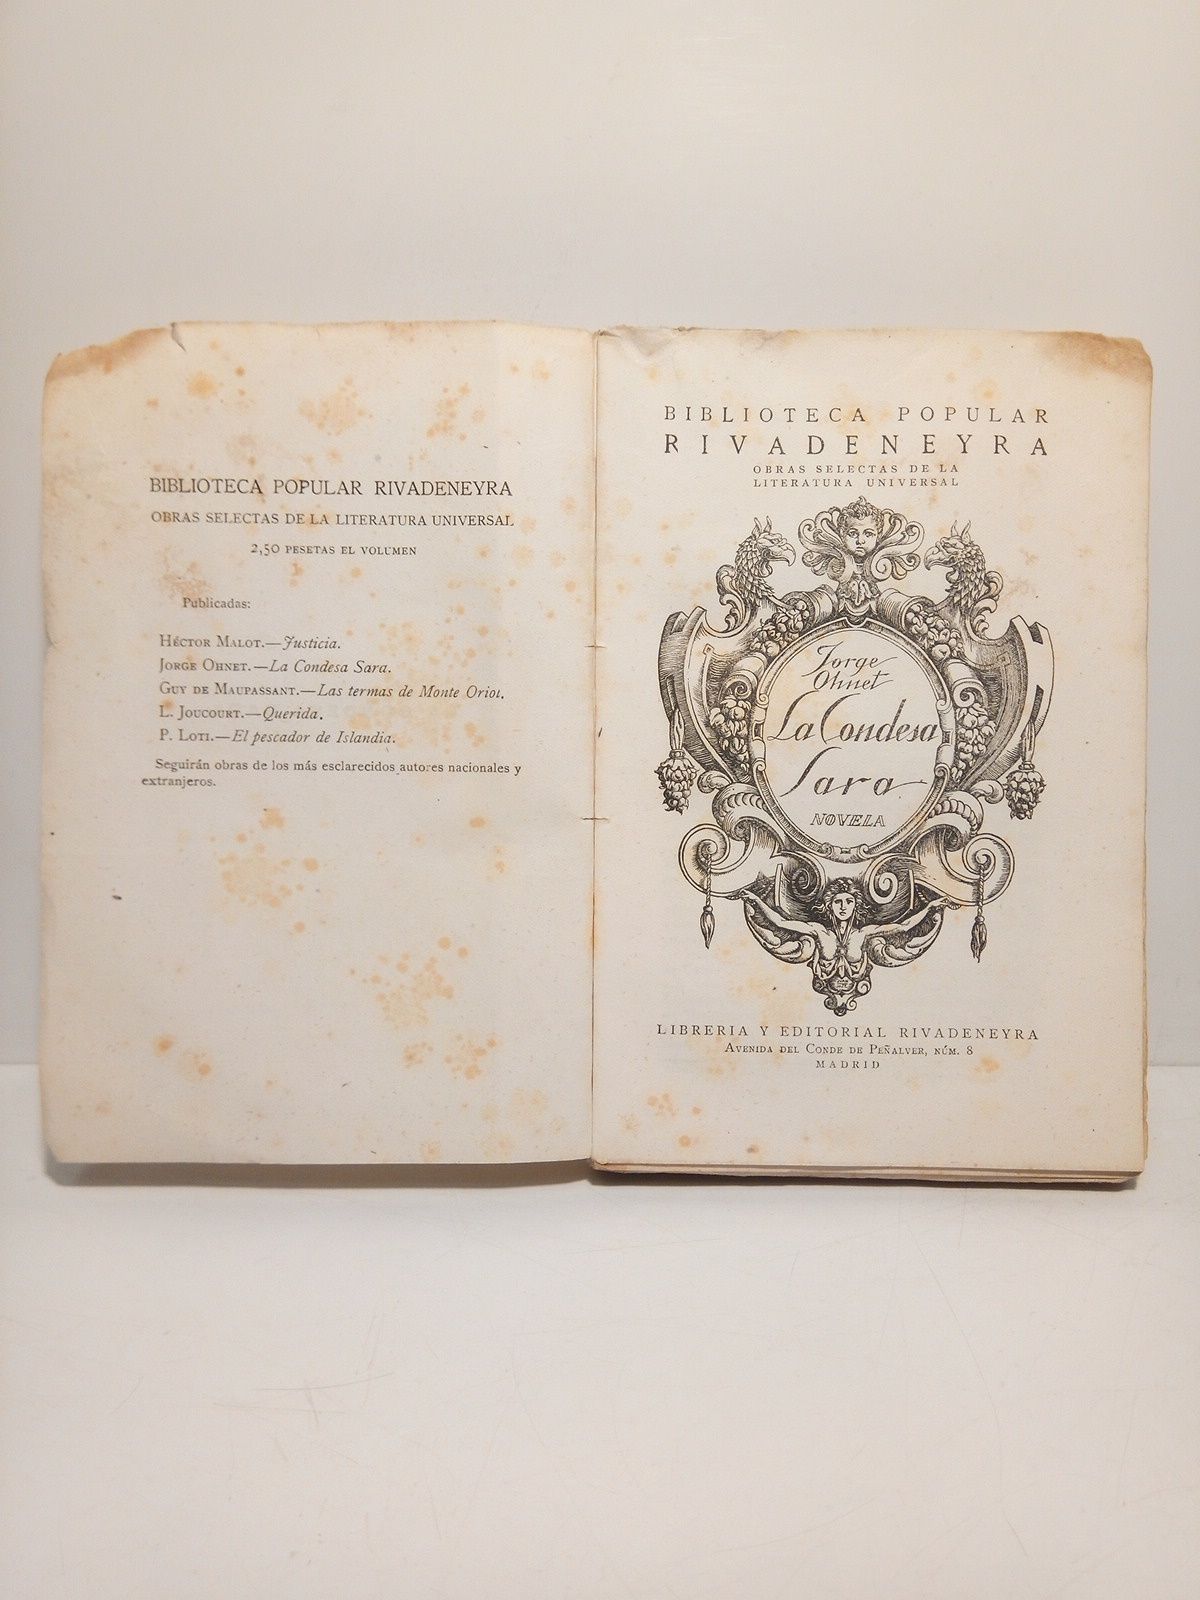 BIBLIOTECA POPULAR RIVADENEYRA
OBRAS SELECTAS DE LA LITERATURA UNIVERSAL
2,50 PESETAS EL VOLUMEN
Publicadas:
HÉCTOR MALOT.—Justicia.
JORGE OHNET.—La Condesa Sara.
GUY DE MAUPASSANT.—Las termas de Monte Oriol.
L. JOUCOURT.—Querida.
P. LOTI.—El pescador de Islandia.
Seguirán obras de los más esclarecidos autores nacionales y
extranjeros.
BIBLIOTECA POPULAR
RIVADENEYRA
OBRAS SELECTAS DE LA
LITERATURA UNIVERSAL
Jorge
Ohnet
La Condesa
Sara
NOVELA
LIBRERIA Y EDITORIAL RIVADENEYRA
AVENIDA DEL CONDE DE PEÑALVER, NÚM. 8
MADRID